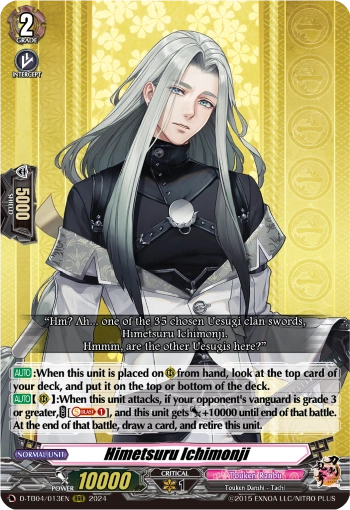 2
GRADE
INTERCEPT
5000
SHIELD
"Hm? Ah... one of the 35 chosen Uesugi clan swords,
Himetsuru Ichimonji.
Hmmm, are the other Uesugis here?"
AUTO:When this unit is placed on from hand, look at the top card of
your deck, and put it on the top or bottom of the deck.
AUTO【 】:When this unit attacks, if your opponent's vanguard is grade 3
or greater, [S BLAST 1], and this unit gets +10000 until end of that battle.
At the end of that battle, draw a card, and retire this unit.
NORMAL UNIT
Himetsuru Ichimonji
POWER 10000
CRITICAL
1
Touken Ranbu
Touken Danshi - Tachi
D-TB04/013EN RRR 2024
©2015 EXNOA LLC/NITRO PLUS